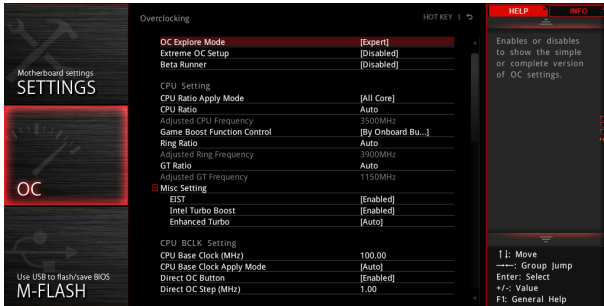 Overclocking
HOT KEY |
HELP
INFO
OC Explore Mode [Expert]
Extreme OC Setup [Disabled]
Beta Runner [Disabled]
CPU Setting
CPU Ratio Apply Mode [All Core]
CPU Ratio Auto
Adjusted CPU Frequency 3500MHz
Game Boost Function Control [By Onboard Bu...]
Ring Ratio Auto
Adjusted Ring Frequency 3900MHz
GT Ratio Auto
Adjusted GT Frequency 1150MHz
Misc Setting
EIST [Enabled]
Intel Turbo Boost [Enabled]
Enhanced Turbo [Auto]
CPU BCLK Setting
CPU Base Clock (MHz) 100.00
CPU Base Clock Apply Mode [Auto]
Direct OC Button [Enabled]
Direct OC Step (MHz) 1.00
Motherboard settings
SETTINGS
OC
Use USB to flash/save BIOS
M-FLASH
Enables or disables
to show the simple
or complete version
of OC settings.
↑↓: Move
→←: Group Jump
Enter: Select
+/-: Value
F1: General Help